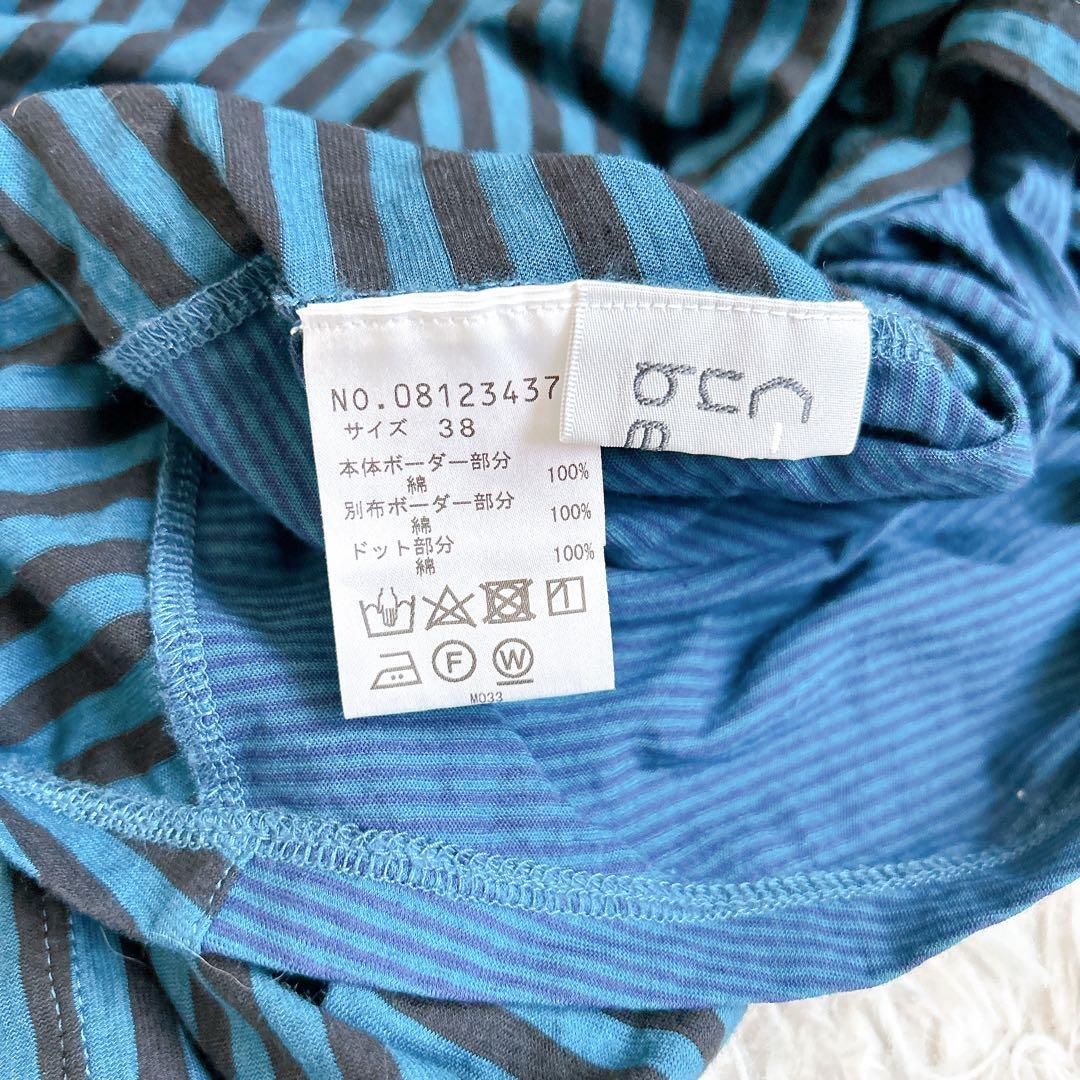 NO.08123437
サイズ 38
本体ボーダー部分
綿 100%
別布ボーダー部分
綿 100%
ドット部分
綿 100%
F W
M033